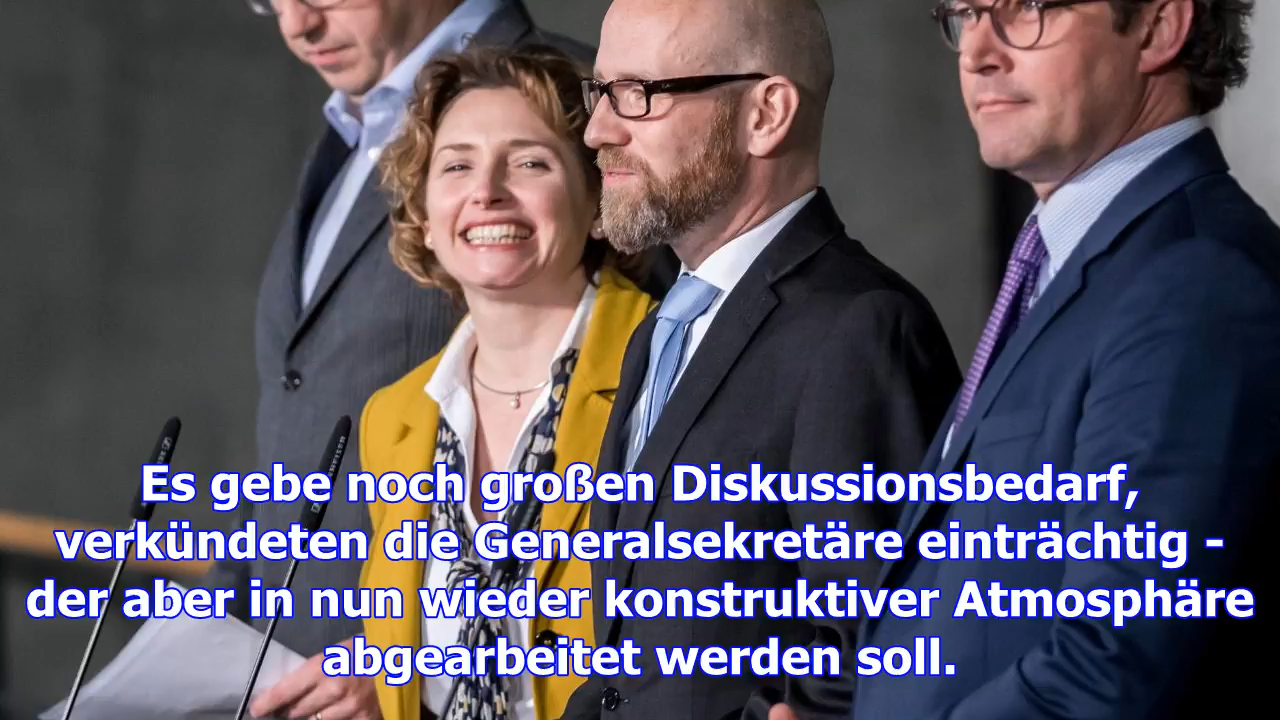 Es gebe noch großen Diskussionsbedarf,
verkündeten die Generalsekretäre einträchtig -
der aber in nun wieder konstruktiver Atmosphäre
abgearbeitet werden soll.